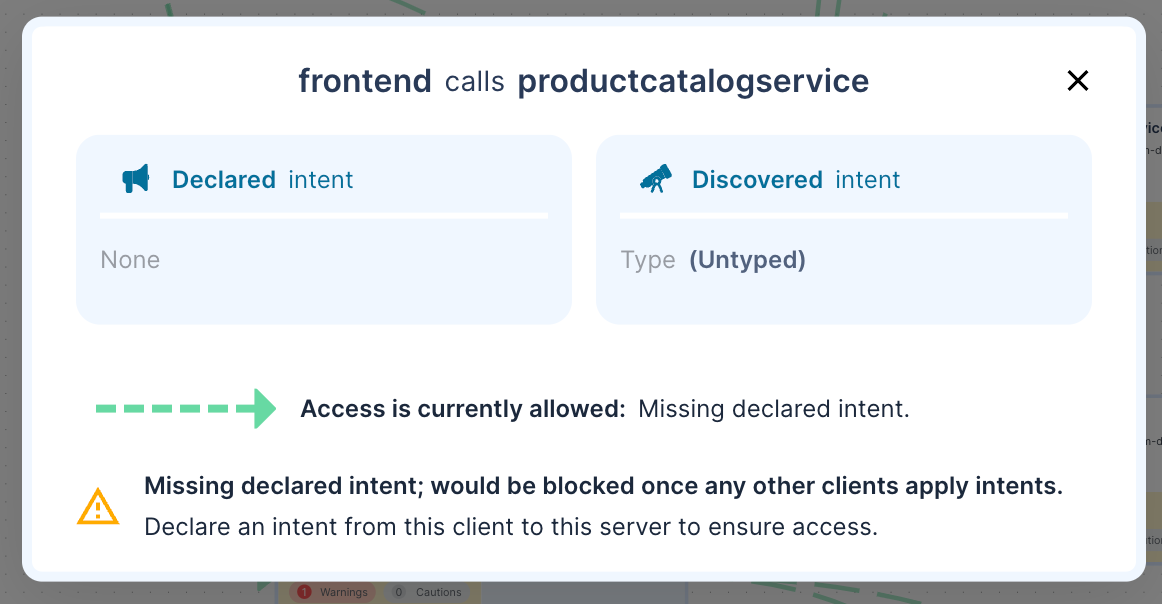 frontend calls productcatalogservice
Declared intent
Discovered intent
None
Type (Untyped)
Access is currently allowed: Missing declared intent.
Missing declared intent; would be blocked once any other clients apply intents.
Declare an intent from this client to this server to ensure access.
1 Warnings 0 Cautions